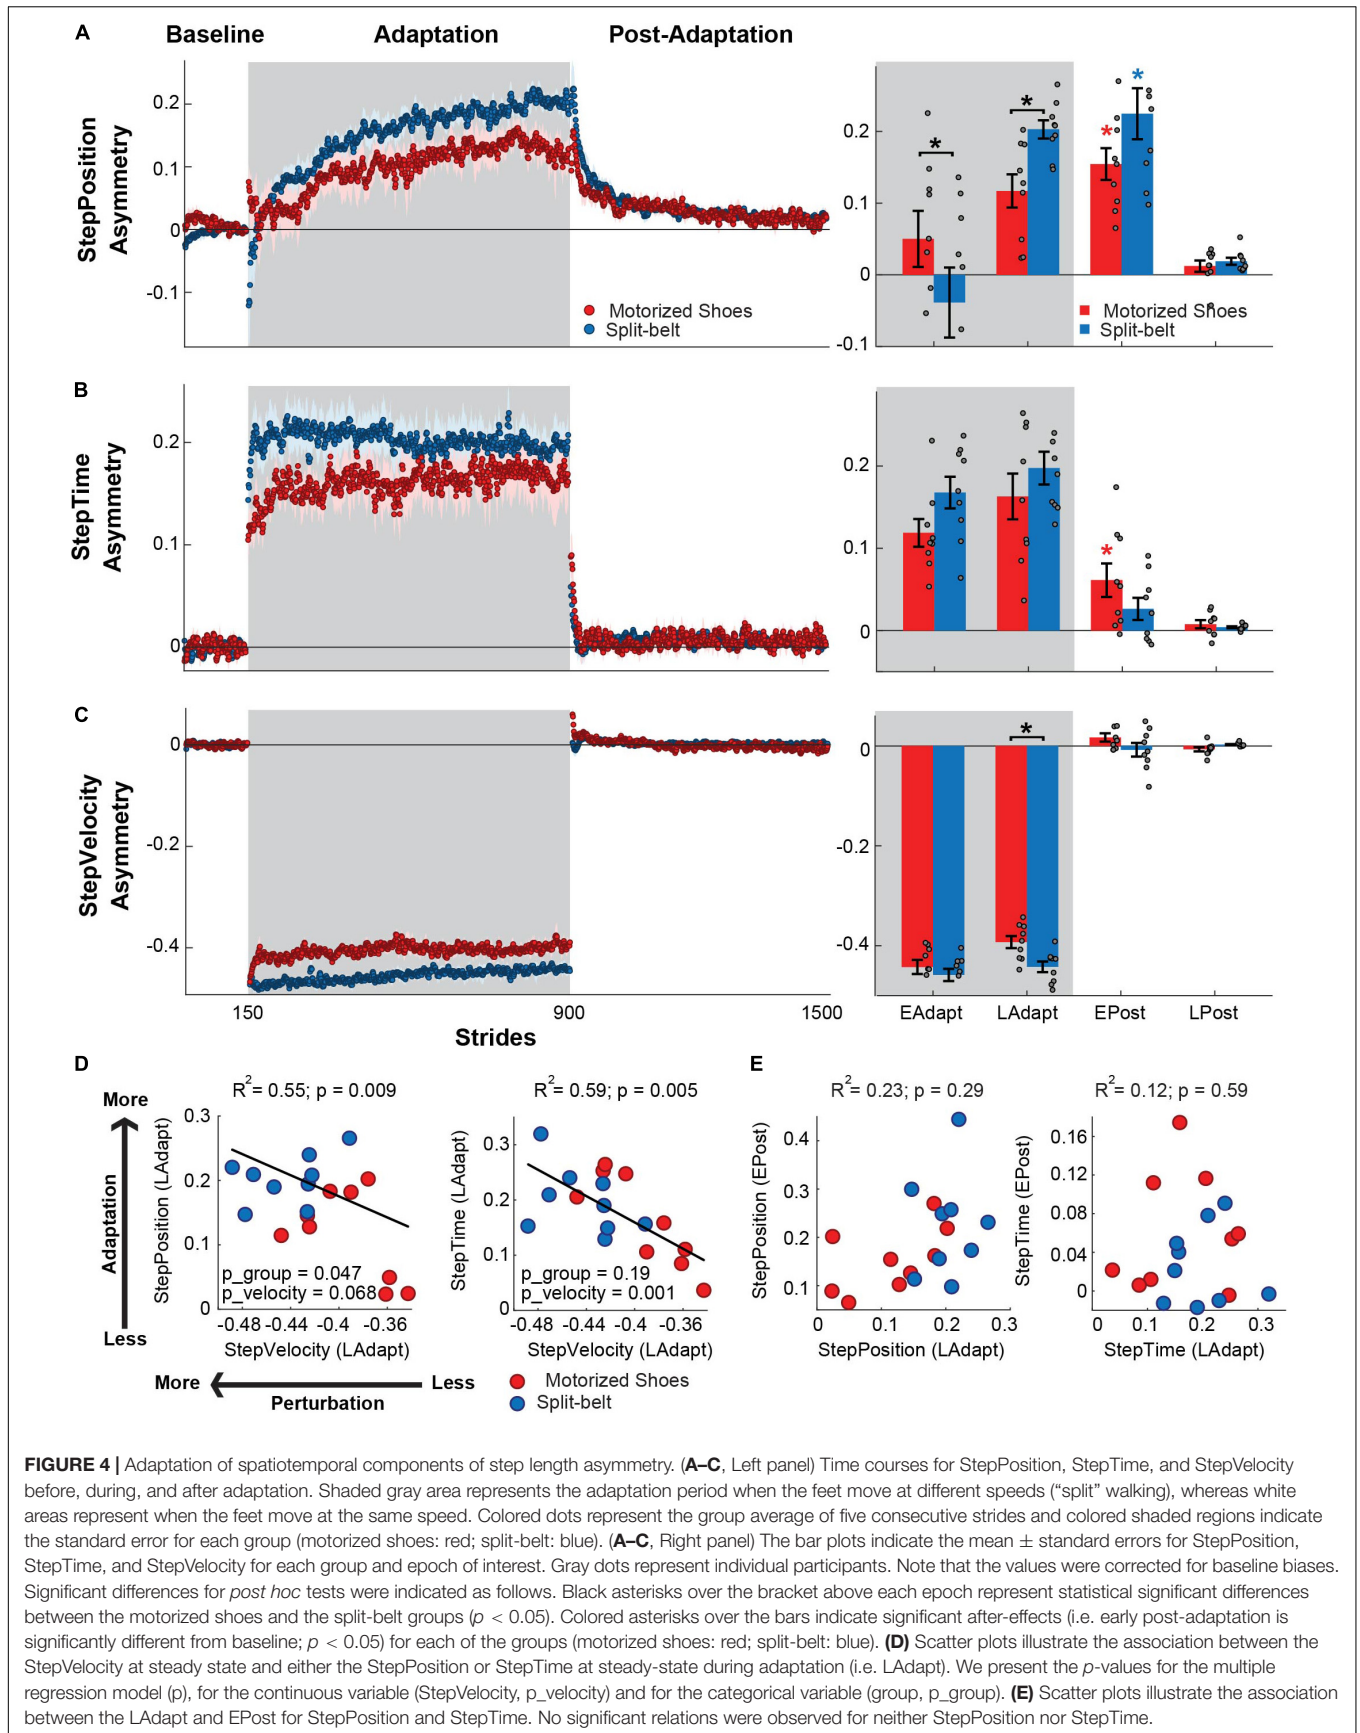 A
Baseline
Adaptation
Post-Adaptation
StepPosition
Asymmetry
0.2
0.1
0
-0.1
Motorized Shoes
Split-belt
*
*
*
*
0.2
0.1
0
-0.1
Motorized Shoes
Split-belt
B
StepTime
Asymmetry
0.2
0.1
0
*
0.2
0.1
0
C
StepVelocity
Asymmetry
0
-0.2
-0.4
150
900
1500
Strides
*
0
-0.2
-0.4
EAdapt
LAdapt
EPost
LPost
D
More
Adaptation
Less
R2= 0.55; p = 0.009
StepPosition (LAdapt)
0.3
0.2
0.1
0
p_group = 0.047
p_velocity = 0.068
-0.48 -0.44 -0.4 -0.36
StepVelocity (LAdapt)
R2= 0.59; p = 0.005
StepTime (LAdapt)
0.3
0.2
0.1
0
p_group = 0.19
p_velocity = 0.001
-0.48 -0.44 -0.4 -0.36
StepVelocity (LAdapt)
More
Less
Perturbation
Motorized Shoes
Split-belt
E
R2= 0.23; p = 0.29
StepPosition (EPost)
0.4
0.3
0.2
0.1
0 0.1 0.2 0.3
StepPosition (LAdapt)
R2= 0.12; p = 0.59
StepTime (EPost)
0.16
0.12
0.08
0.04
0
0.1 0.2 0.3
StepTime (LAdapt)
FIGURE 4 | Adaptation of spatiotemporal components of step length asymmetry. (A–C, Left panel) Time courses for StepPosition, StepTime, and StepVelocity
before, during, and after adaptation. Shaded gray area represents the adaptation period when the feet move at different speeds (“split” walking), whereas white
areas represent when the feet move at the same speed. Colored dots represent the group average of five consecutive strides and colored shaded regions indicate
the standard error for each group (motorized shoes: red; split-belt: blue). (A–C, Right panel) The bar plots indicate the mean ± standard errors for StepPosition,
StepTime, and StepVelocity for each group and epoch of interest. Gray dots represent individual participants. Note that the values were corrected for baseline biases.
Significant differences for post hoc tests were indicated as follows. Black asterisks over the bracket above each epoch represent statistical significant differences
between the motorized shoes and the split-belt groups (p < 0.05). Colored asterisks over the bars indicate significant after-effects (i.e. early post-adaptation is
significantly different from baseline; p < 0.05) for each of the groups (motorized shoes: red; split-belt: blue). (D) Scatter plots illustrate the association between the
StepVelocity at steady state and either the StepPosition or StepTime at steady-state during adaptation (i.e. LAdapt). We present the p-values for the multiple
regression model (p), for the continuous variable (StepVelocity, p_velocity) and for the categorical variable (group, p_group). (E) Scatter plots illustrate the association
between the LAdapt and EPost for StepPosition and StepTime. No significant relations were observed for neither StepPosition nor StepTime.